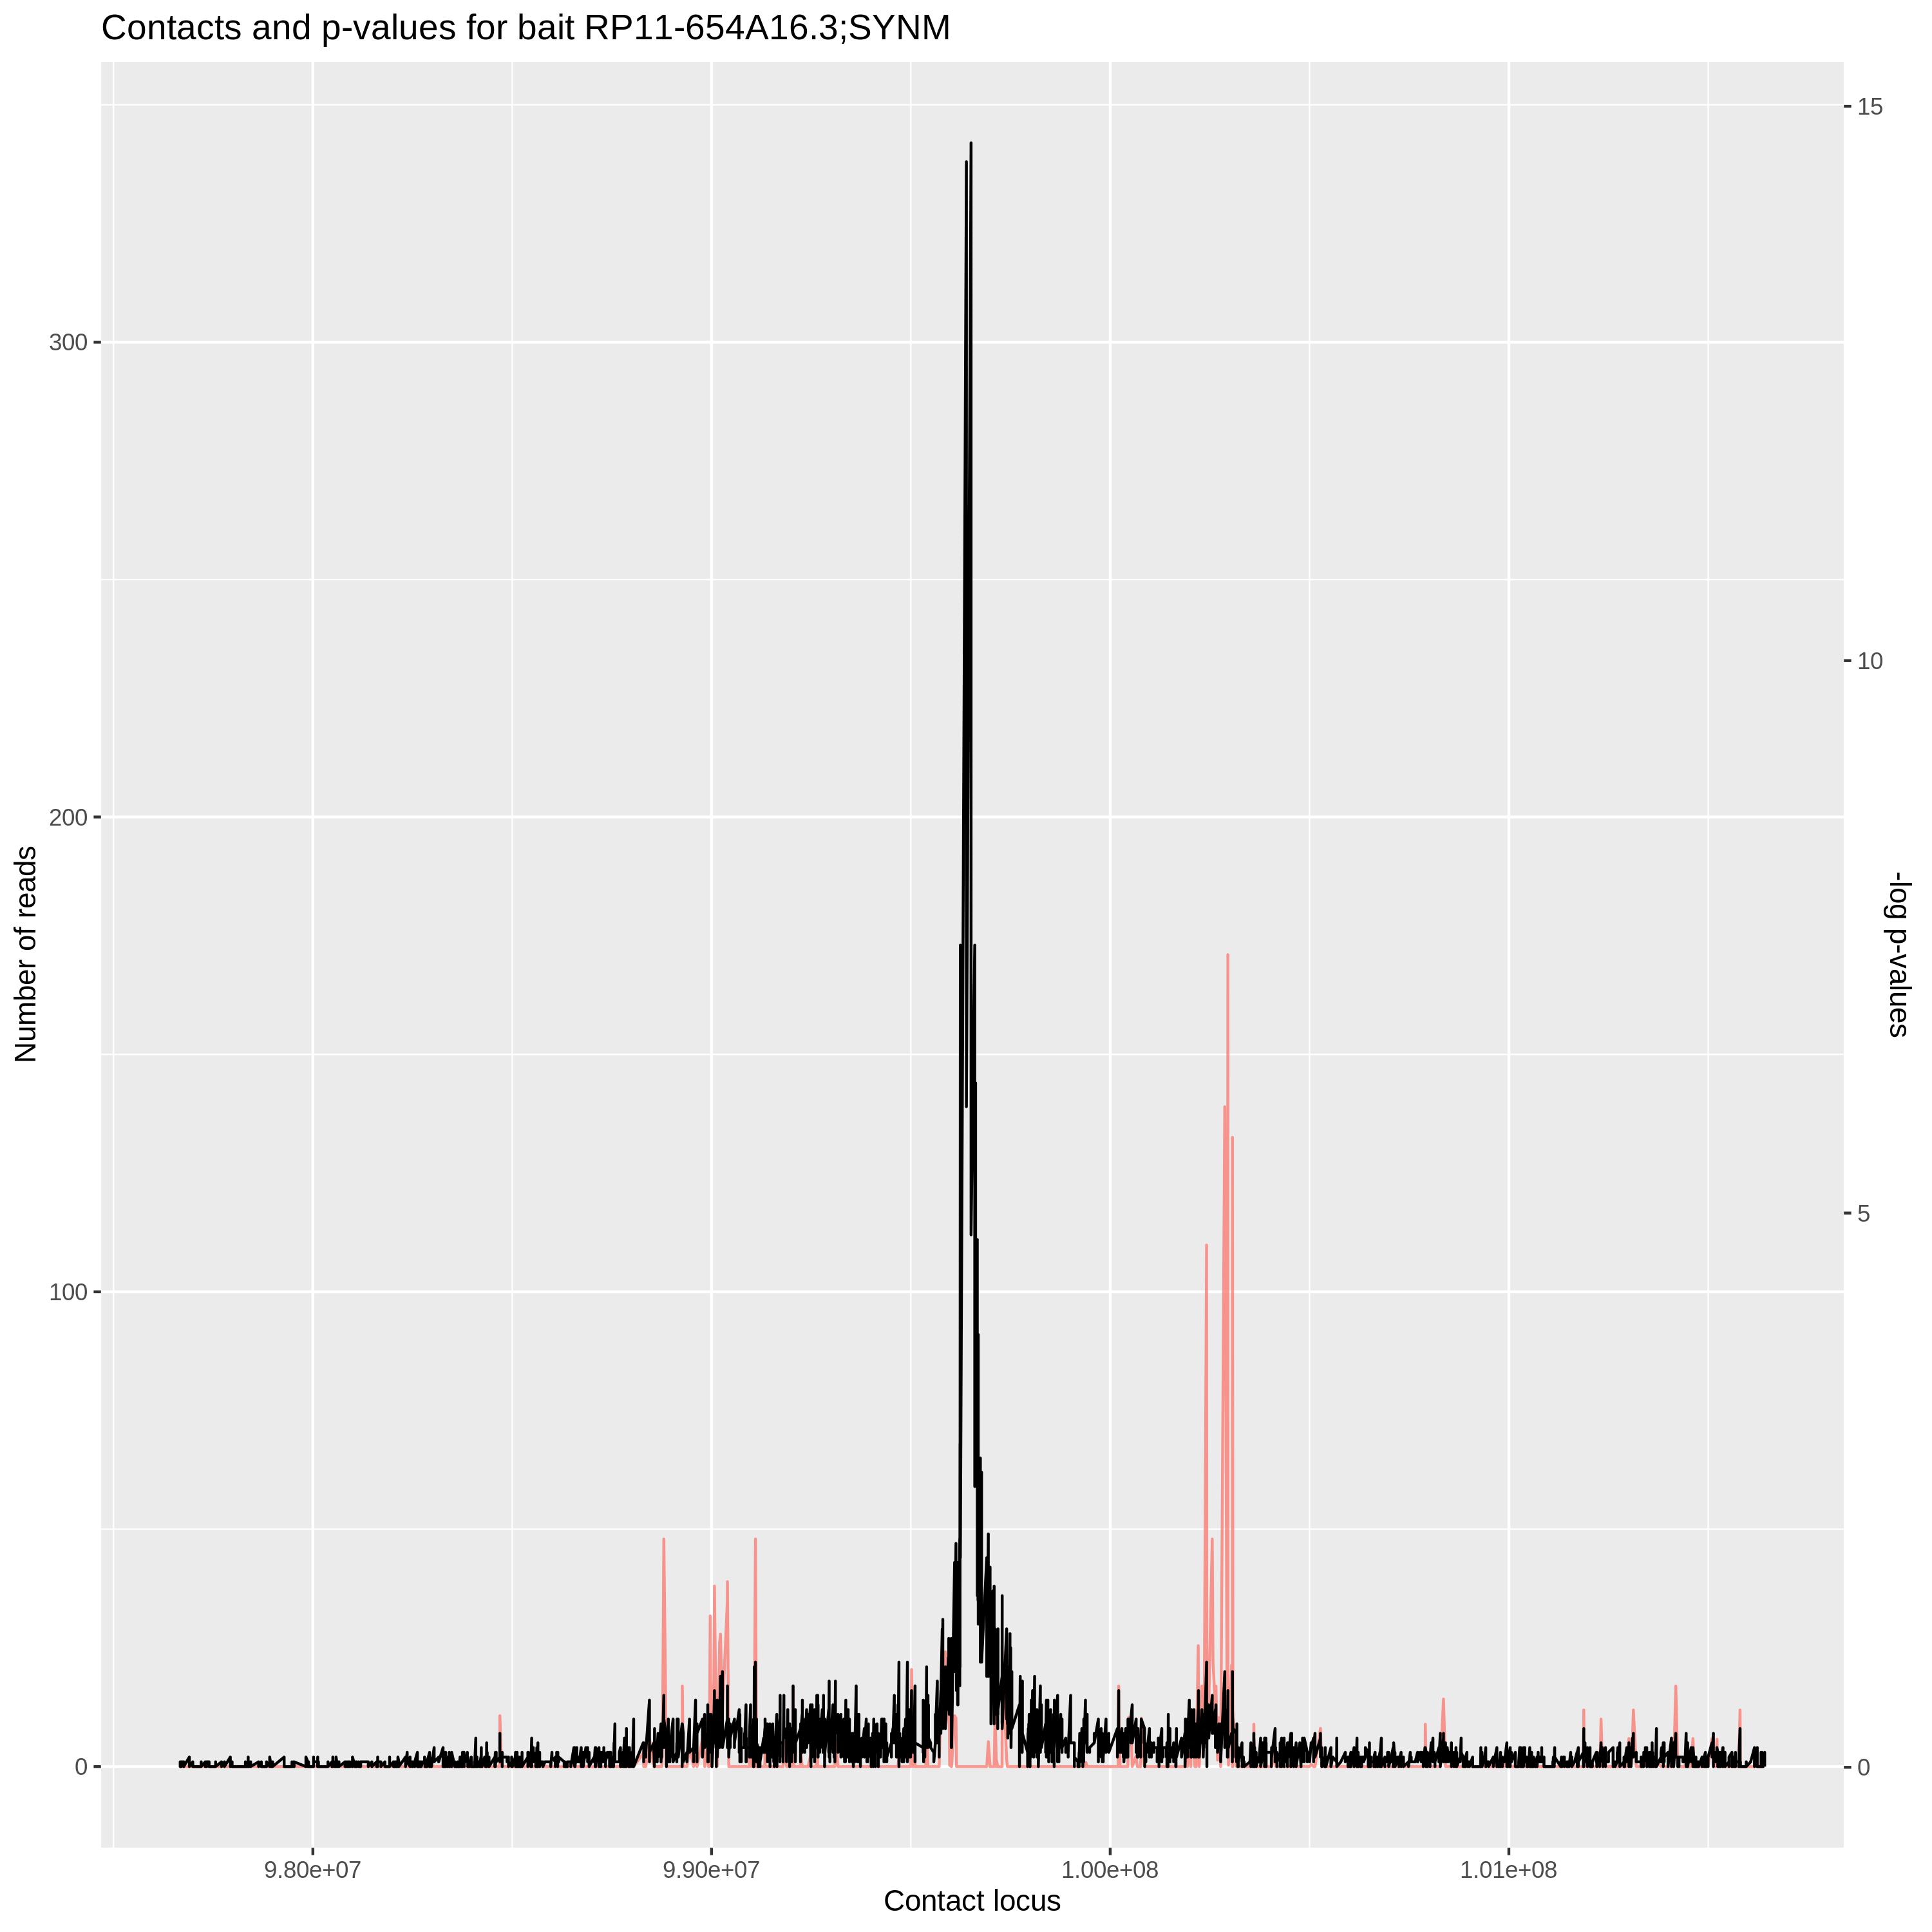 Contacts and p-values for bait RP11-654A16.3;SYNM
Number of reads
300
200
100
0
15
10
5
0
-log p-values
9.80e+07
9.90e+07
1.00e+08
1.01e+08
Contact locus